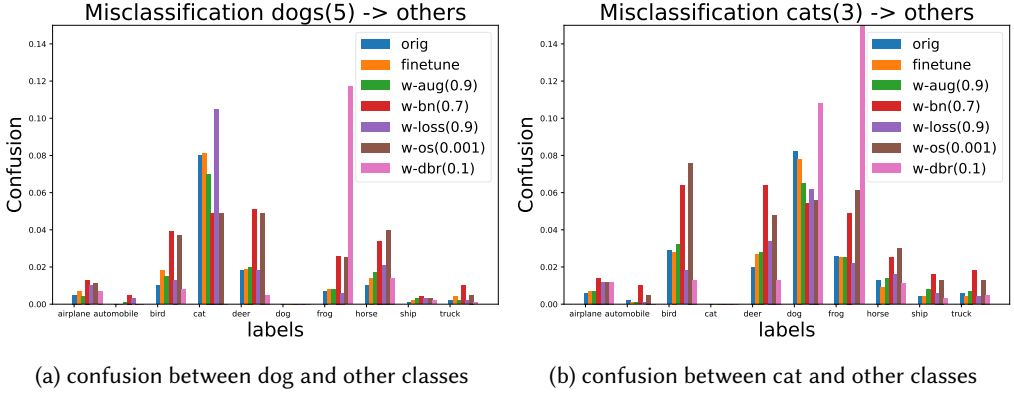 Misclassification dogs(5) -> others
0.14
0.12
0.10
0.08
0.06
0.04
0.02
0.00
Confusion
orig
finetune
w-aug(0.9)
w-bn(0.7)
w-loss(0.9)
w-os(0.001)
w-dbr(0.1)
airplane automobile bird cat deer dog frog horse ship truck
labels
(a) confusion between dog and other classes
Misclassification cats(3) -> others
0.14
0.12
0.10
0.08
0.06
0.04
0.02
0.00
Confusion
orig
finetune
w-aug(0.9)
w-bn(0.7)
w-loss(0.9)
w-os(0.001)
w-dbr(0.1)
airplane automobile bird cat deer dog frog horse ship truck
labels
(b) confusion between cat and other classes